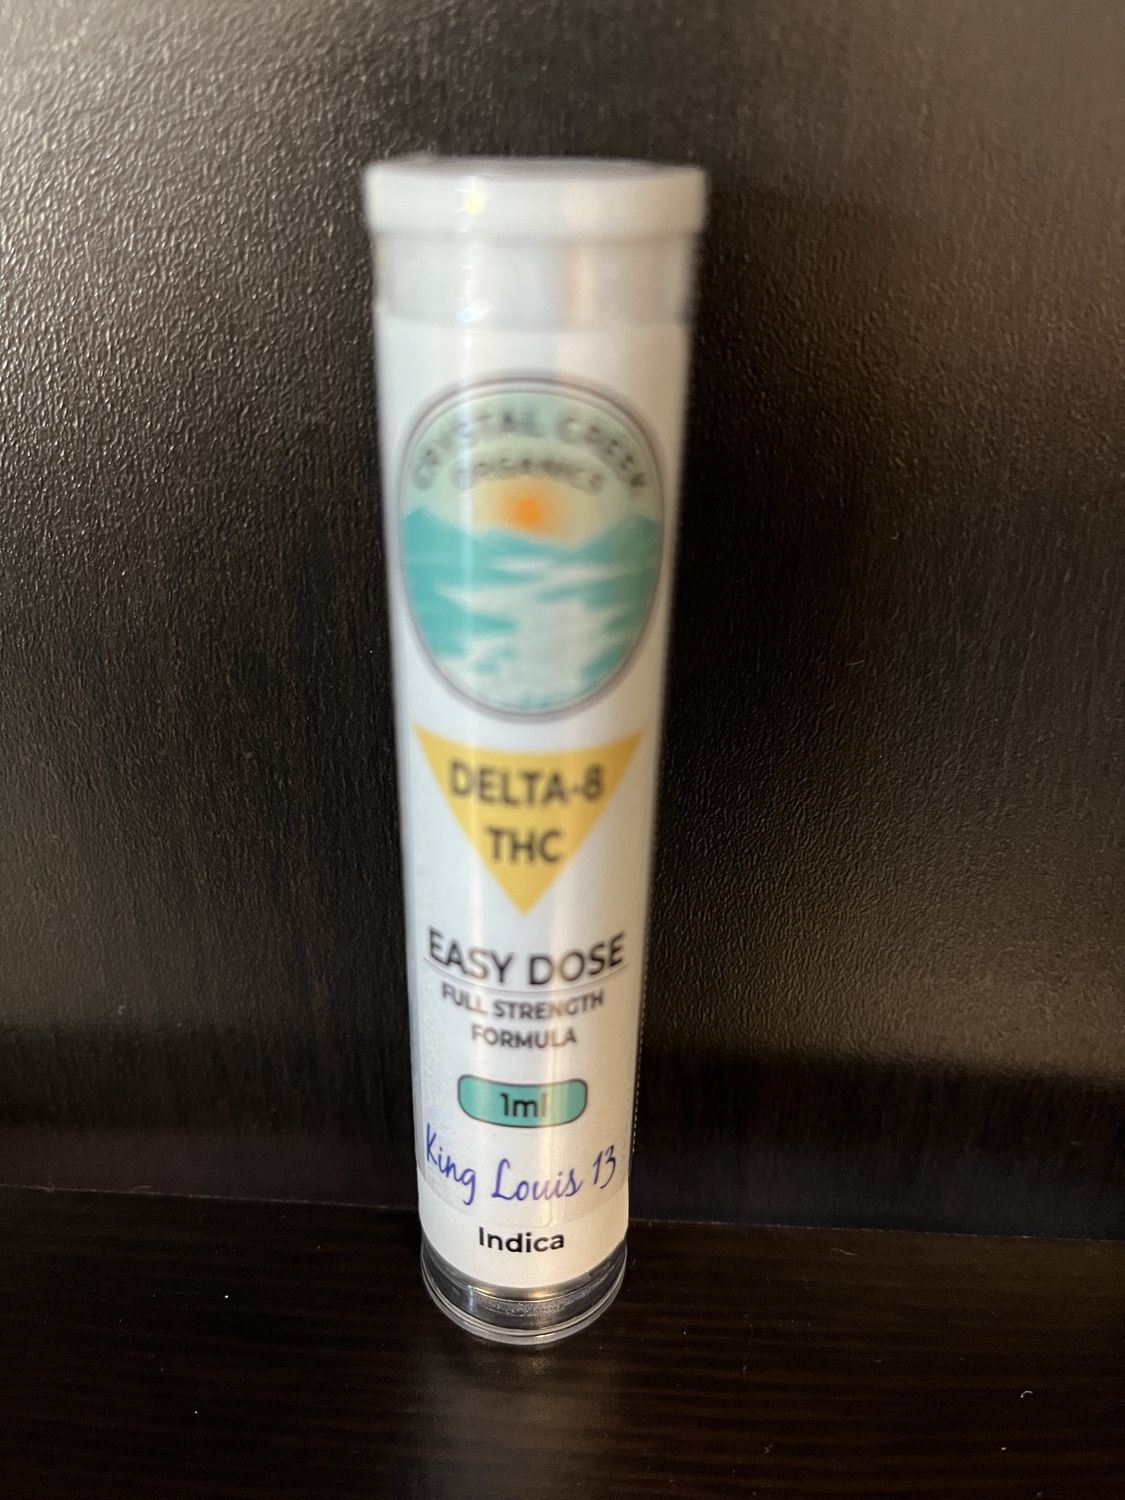 CRYSTAL CREEK
ORGANICS
DELTA-8
THC
EASY DOSE
FULL STRENGTH
FORMULA
1ml
King Louis 13
Indica